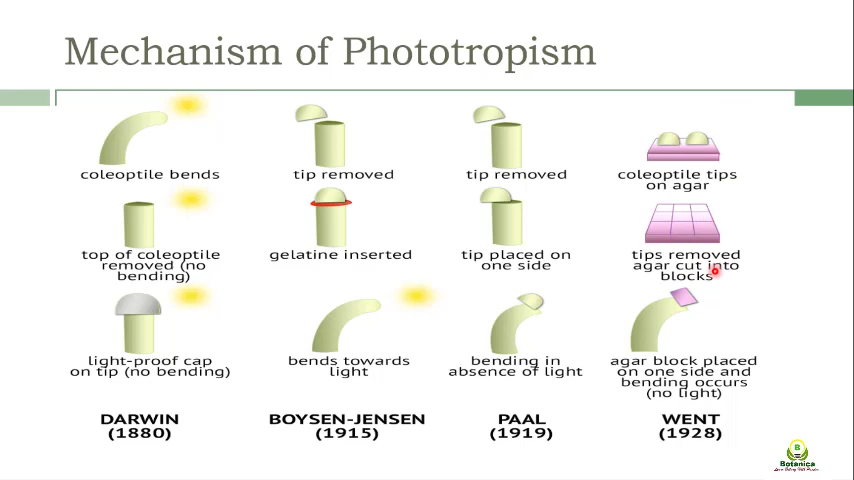 Mechanism of Phototropism
coleoptile bends
tip removed
tip removed
coleoptile tips
on agar
top of coleoptile
removed (no
bending)
gelatine inserted
tip placed on
one side
tips removed
agar cut into
blocks
light-proof cap
on tip (no bending)
bends towards
light
bending in
absence of light
agar block placed
on one side and
bending occurs
(no light)
DARWIN
(1880)
BOYSEN-JENSEN
(1915)
PAAL
(1919)
WENT
(1928)
B
Botanica